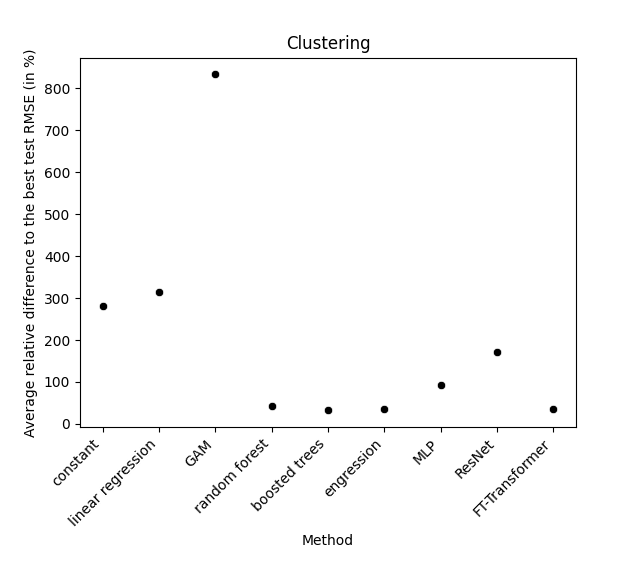 Clustering
Average relative difference to the best test RMSE (in %)
800
700
600
500
400
300
200
100
0
constant
linear regression
GAM
random forest
boosted trees
engression
MLP
ResNet
FT-Transformer
Method